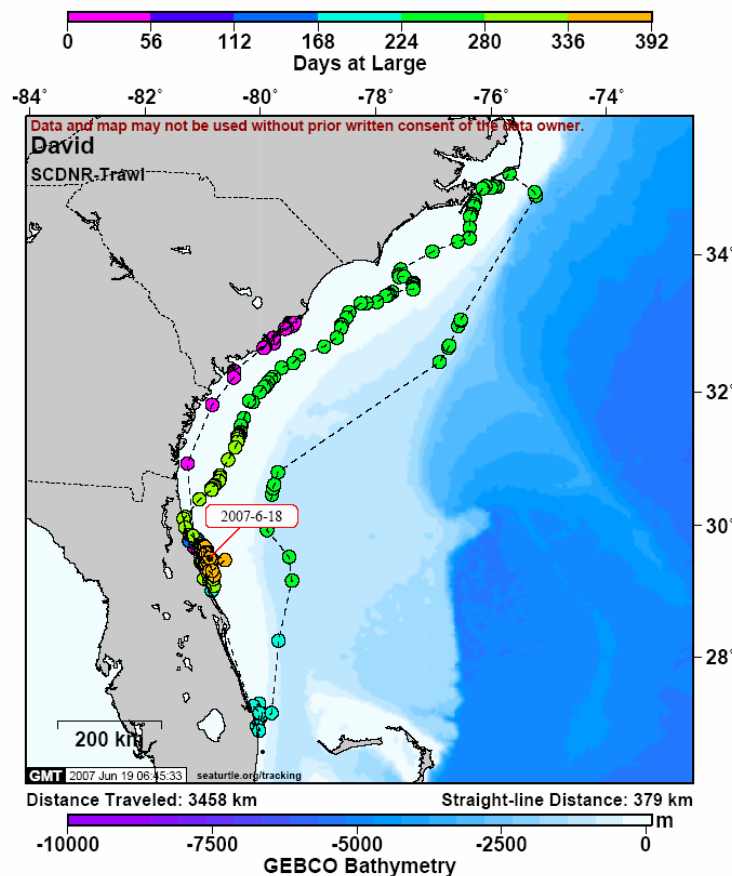 0 56 112 168 224 280 336 392
Days at Large
-84° -82° -80° -78° -76° -74°
Data and map may not be used without prior written consent of the data owner.
David
SCDNR-Trawl
34°
32°
2007-6-18
30°
28°
200 km
GMT 2007 Jun 19 06:45:33 seaturtle.org/tracking
Distance Traveled: 3458 km Straight-line Distance: 379 km
m
-10000 -7500 -5000 -2500 0
GEBCO Bathymetry